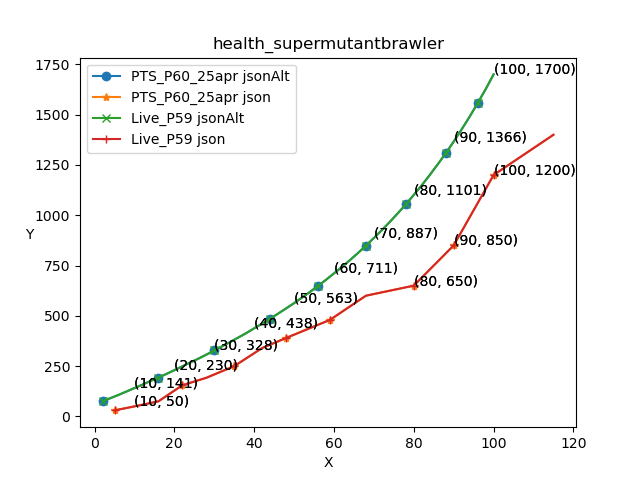 health_supermutantbrawler
PTS_P60_25apr jsonAlt
PTS_P60_25apr json
Live_P59 jsonAlt
Live_P59 json
(100, 1700)
(90, 1366)
(100, 1200)
(80, 1101)
(70, 887)
(90, 850)
(60, 711)
(80, 650)
(50, 563)
(40, 438)
(30, 328)
(20, 230)
(10, 141)
(10, 50)
1750
1500
1250
1000
750
500
250
0
Y
0 20 40 60 80 100 120
X